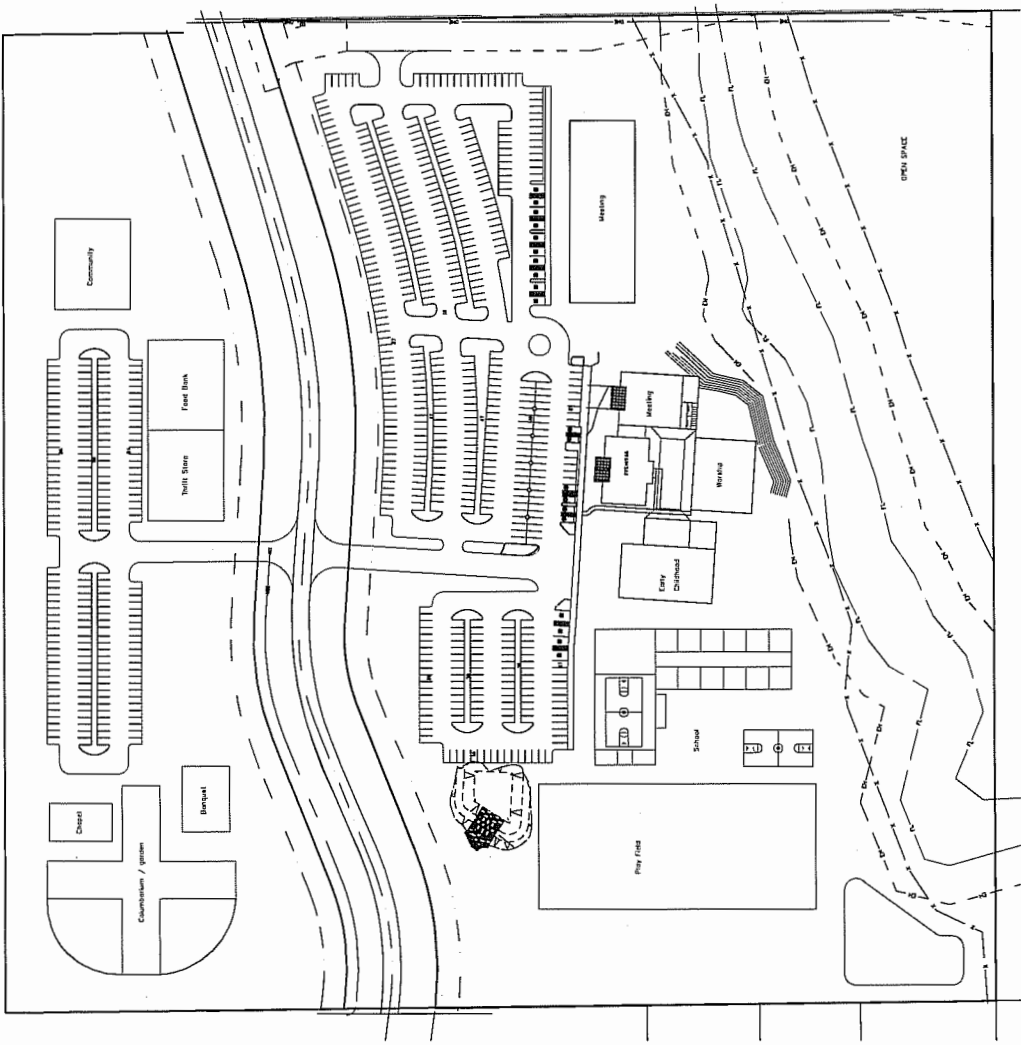 OPEN SPACE
Meeting
Community
Food Bank
Thrift Store
Meeting
Worship
Early
Childhood
School
Banquet
Chapel
Columbarium / garden
Play Field